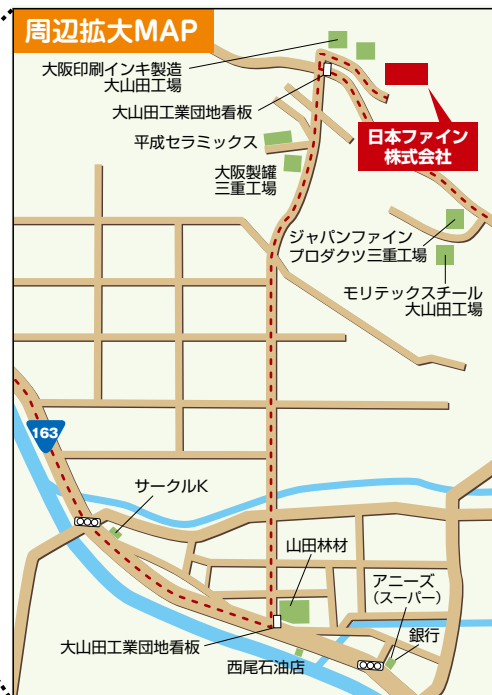 周辺拡大MAP
大阪印刷インキ製造
大山田工場
大山田工業団地看板
平成セラミックス
日本ファイン
株式会社
大阪製罐
三重工場
ジャパンファイン
プロダクツ三重工場
モリテックスチール
大山田工場
163
サークルK
山田林材
アニーズ
（スーパー）
銀行
大山田工業団地看板
西尾石油店